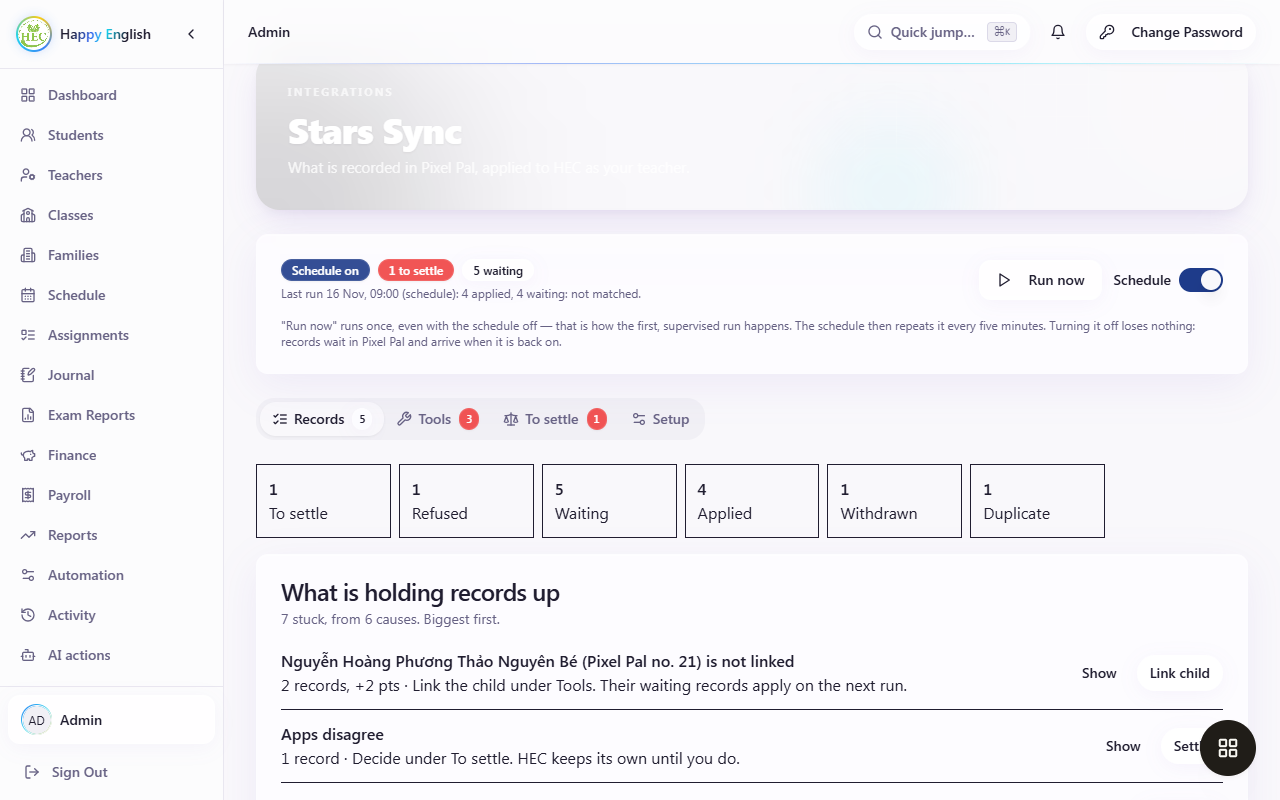 HEC
Happy English
Admin
Quick jump...
⌘K
Change Password
Dashboard
Students
Teachers
Classes
Families
Schedule
Assignments
Journal
Exam Reports
Finance
Payroll
Reports
Automation
Activity
AI actions
AD
Admin
Sign Out
INTEGRATIONS
Stars Sync
What is recorded in Pixel Pal, applied to HEC as your teacher.
Schedule on
1 to settle
5 waiting
Last run 16 Nov, 09:00 (schedule): 4 applied, 4 waiting: not matched.
Run now
Schedule
"Run now" runs once, even with the schedule off — that is how the first, supervised run happens. The schedule then repeats it every five minutes. Turning it off loses nothing:
records wait in Pixel Pal and arrive when it is back on.
Records 5
Tools 3
To settle 1
Setup
1
To settle
1
Refused
5
Waiting
4
Applied
1
Withdrawn
1
Duplicate
What is holding records up
7 stuck, from 6 causes. Biggest first.
Nguyễn Hoàng Phương Thảo Nguyên Bé (Pixel Pal no. 21) is not linked
2 records, +2 pts · Link the child under Tools. Their waiting records apply on the next run.
Show
Link child
Apps disagree
1 record · Decide under To settle. HEC keeps its own until you do.
Show